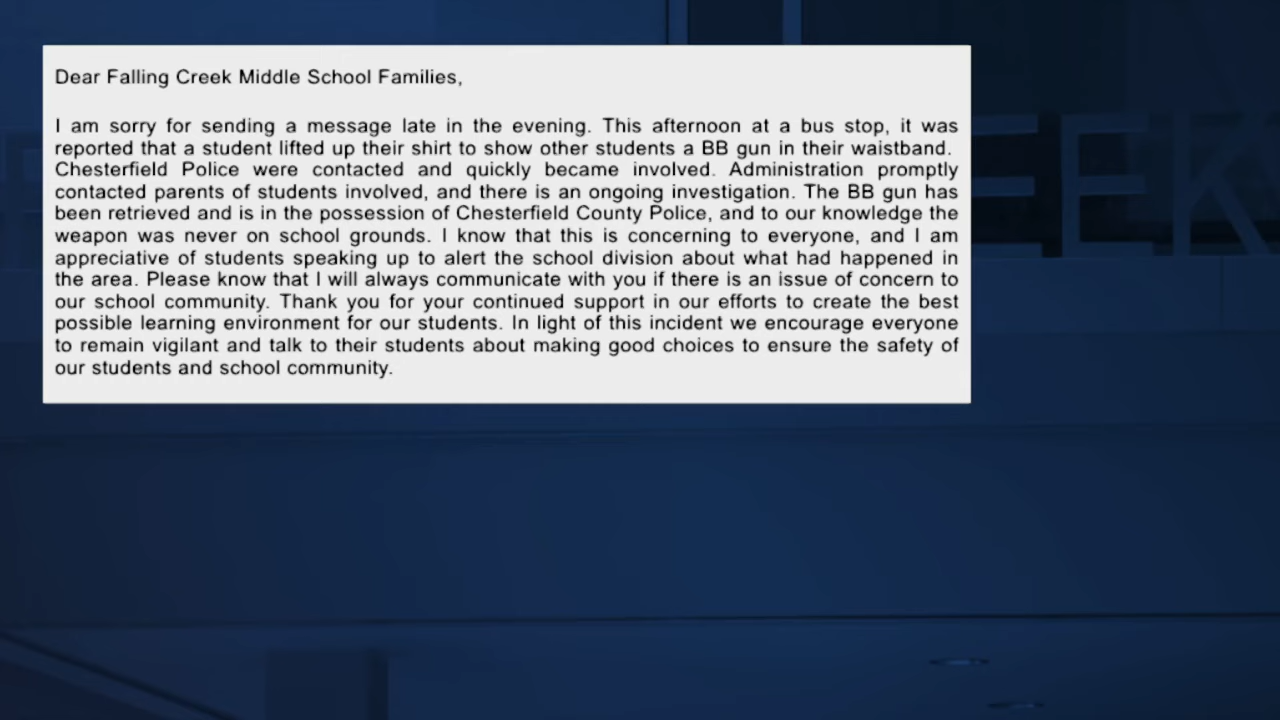 Dear Falling Creek Middle School Families,
I am sorry for sending a message late in the evening. This afternoon at a bus stop, it was
reported that a student lifted up their shirt to show other students a BB gun in their waistband.
Chesterfield Police were contacted and quickly became involved. Administration promptly
contacted parents of students involved, and there is an ongoing investigation. The BB gun has
been retrieved and is in the possession of Chesterfield County Police, and to our knowledge the
weapon was never on school grounds. I know that this is concerning to everyone, and I am
appreciative of students speaking up to alert the school division about what had happened in
the area. Please know that I will always communicate with you if there is an issue of concern to
our school community. Thank you for your continued support in our efforts to create the best
possible learning environment for our students. In light of this incident we encourage everyone
to remain vigilant and talk to their students about making good choices to ensure the safety of
our students and school community.
EEK